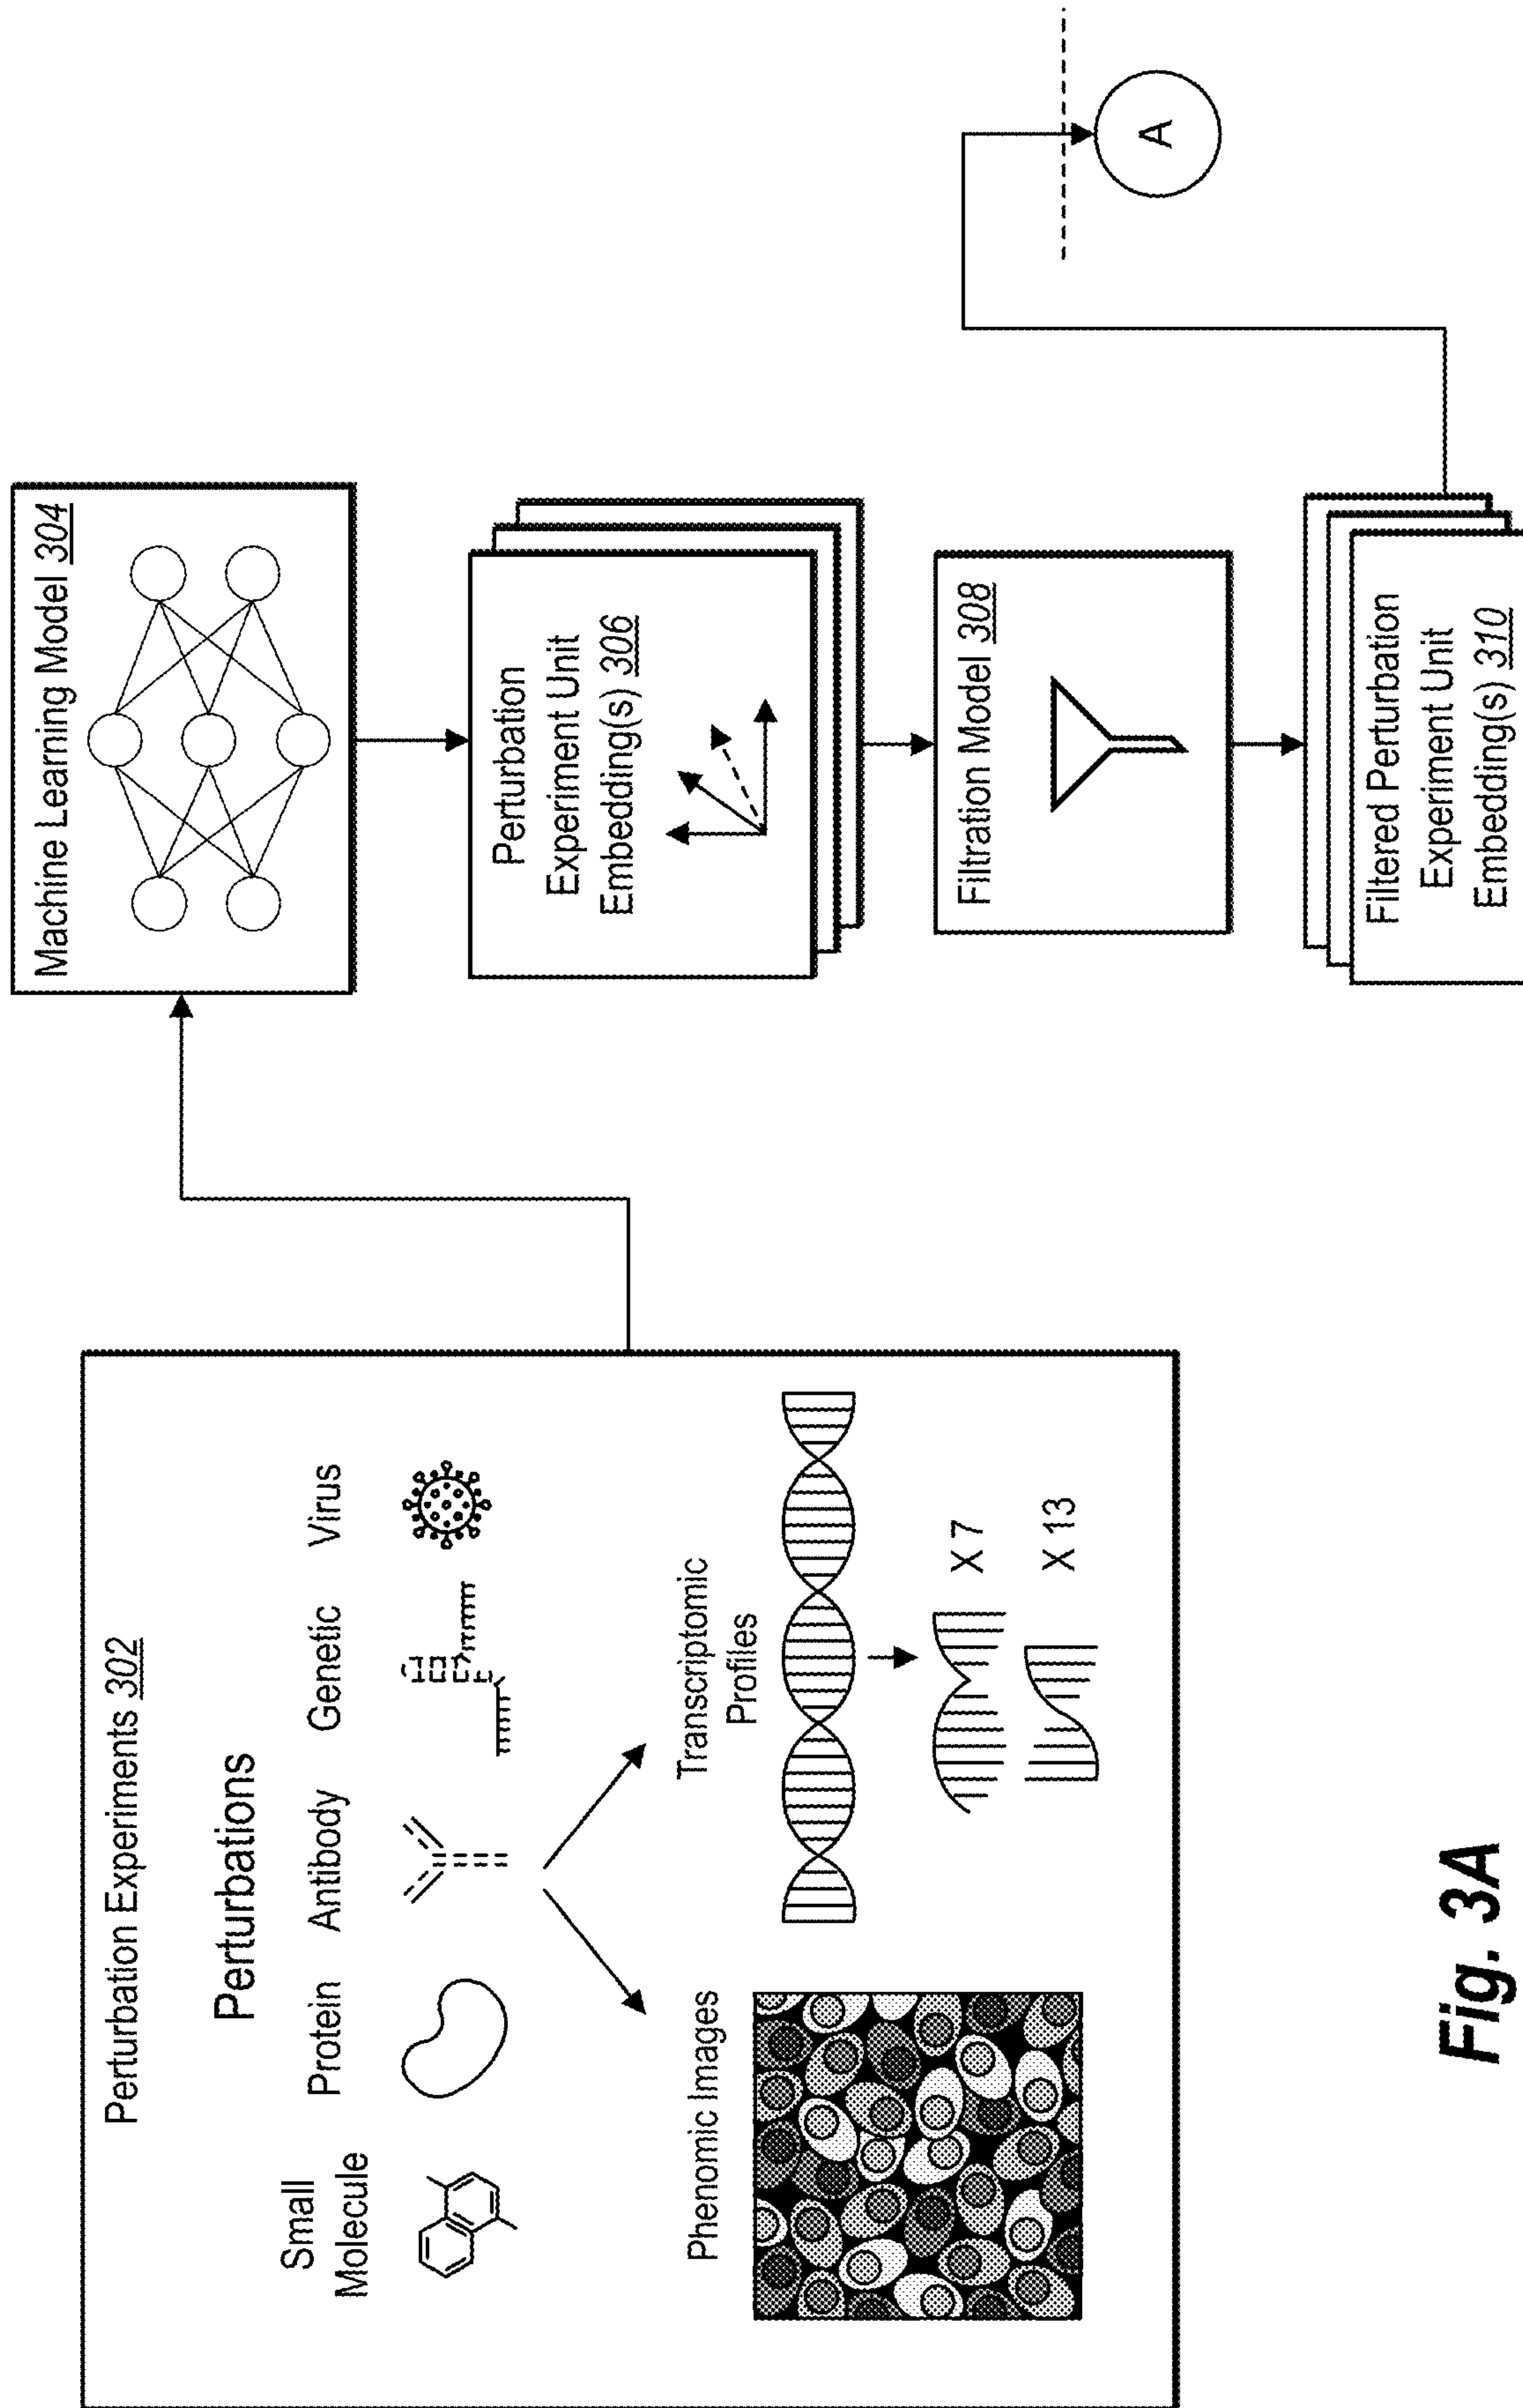 Perturbation Experiments 302
Perturbations
Small
Molecule
Protein
Antibody
Genetic
Virus
Phenomic Images
Transcriptomic
Profiles
X 7
X 13
Machine Learning Model 304
Perturbation
Experiment Unit
Embedding(s) 306
Filtration Model 308
Filtered Perturbation
Experiment Unit
Embedding(s) 310
A
Fig. 3A